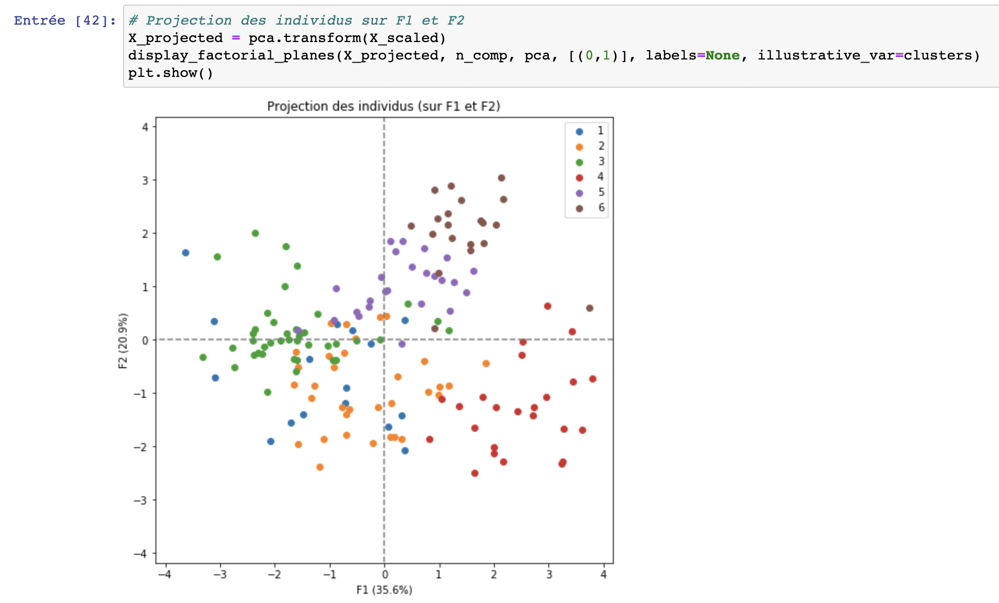 Entrée [42]: # Projection des individus sur F1 et F2
X_projected = pca.transform(X_scaled)
display_factorial_planes(X_projected, n_comp, pca, [(0,1)], labels=None, illustrative_var=clusters)
plt.show()
Projection des individus (sur F1 et F2)
1
2
3
4
5
6
4
3
2
1
0
−1
−2
−3
−4
F2 (20.9%)
−4 −3 −2 −1 0 1 2 3 4
F1 (35.6%)